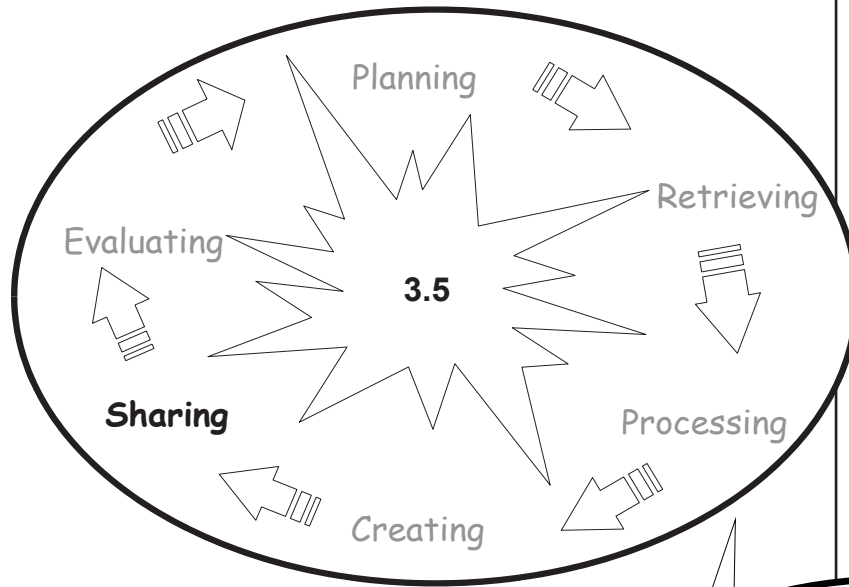 Planning
Retrieving
Evaluating
3.5
Sharing
Processing
Creating